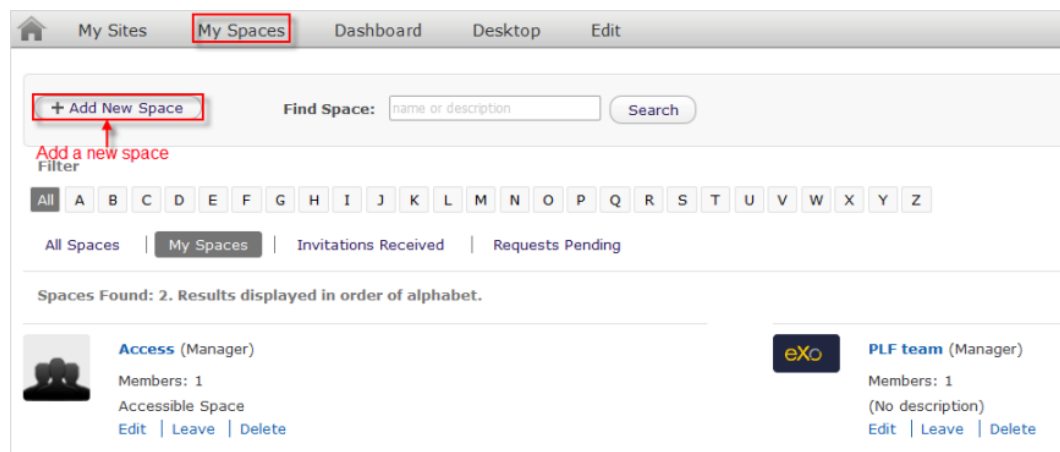 My Sites My Spaces Dashboard Desktop Edit
+ Add New Space Find Space: name or description Search
Add a new space
Filter
All A B C D E F G H I J K L M N O P Q R S T U V W X Y Z
All Spaces | My Spaces | Invitations Received | Requests Pending
Spaces Found: 2. Results displayed in order of alphabet.
Access (Manager)
Members: 1
Accessible Space
Edit | Leave | Delete
eXo
PLF team (Manager)
Members: 1
(No description)
Edit | Leave | Delete